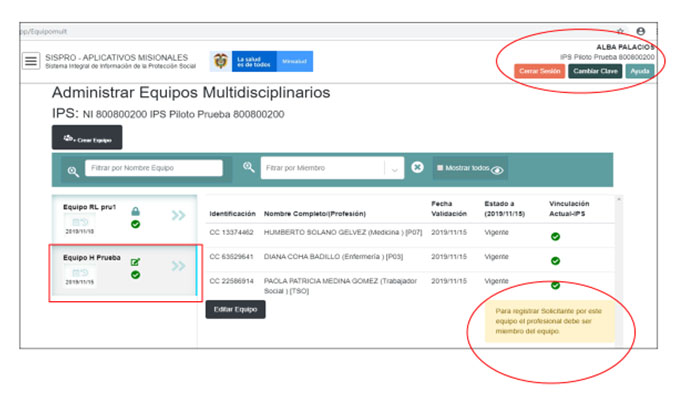 pp/Equipomult
SISPRO - APLICATIVOS MISIONALES
Sistema Integral de Información de la Protección Social
La salud es de todos Minsalud
ALBA PALACIOS
IPS Piloto Prueba 800800200
Cerrar Sesión Cambiar Clave Ayuda
Administrar Equipos Multidisciplinarios
IPS: NI 800800200 IPS Piloto Prueba 800800200
+ Crear Equipo
Filtrar por Nombre Equipo Filtrar por Miembro Mostrar todos
Equipo RL pru1
2019/11/18
Equipo H Prueba
2019/11/15
Identificación Nombre Completo/(Profesión) Fecha Validación Estado a (2019/11/15) Vinculación Actual-IPS
CC 13374462 HUMBERTO SOLANO GELVEZ (Medicina ) [P07] 2019/11/15 Vigente
CC 63529641 DIANA COHA BADILLO (Enfermería ) [P03] 2019/11/15 Vigente
CC 22586914 PAOLA PATRICIA MEDINA GOMEZ (Trabajador Social ) [TSO] 2019/11/15 Vigente
Editar Equipo
Para registrar Solicitante por este
equipo el profesional debe ser
miembro del equipo.